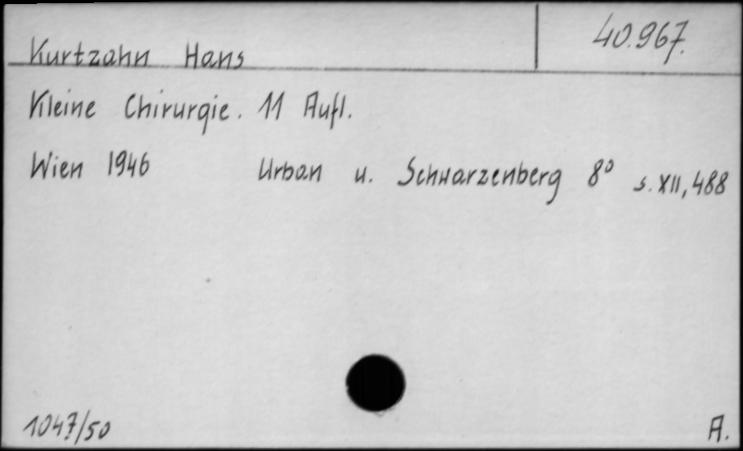 Kurtzahn Hans
40.967.
Kleine Chirurgie. 11 Aufl.
Wien 1946 Urban u. Schwarzenberg 8° s. XII, 488
1047/50
A.